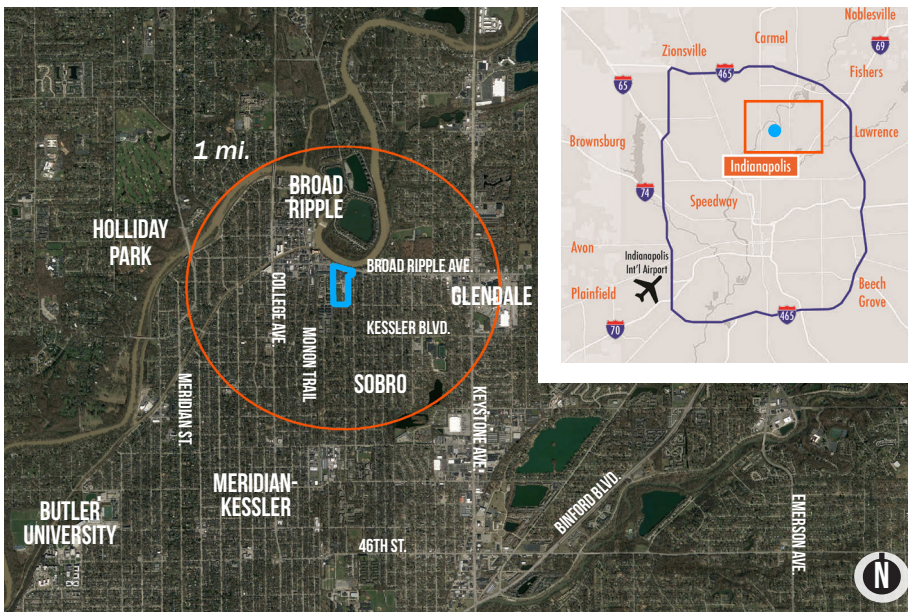 1 mi.
BROAD
RIPPLE
HOLLIDAY
PARK
BROAD RIPPLE AVE.
GLENDALE
COLLEGE AVE
MONON TRAIL
KESSLER BLVD.
SOBRO
MERIDIAN ST.
KEYSTONE AVE.
MERIDIAN-
KESSLER
BUTLER
UNIVERSITY
46TH ST.
BINFORD BLVD.
EMERSON AVE.
N
Noblesville
Carmel
Zionsville
69
465
Fishers
65
Brownsburg
Lawrence
Indianapolis
74
Speedway
Avon
Indianapolis
Int'l Airport
Plainfield
Beech
Grove
70
465